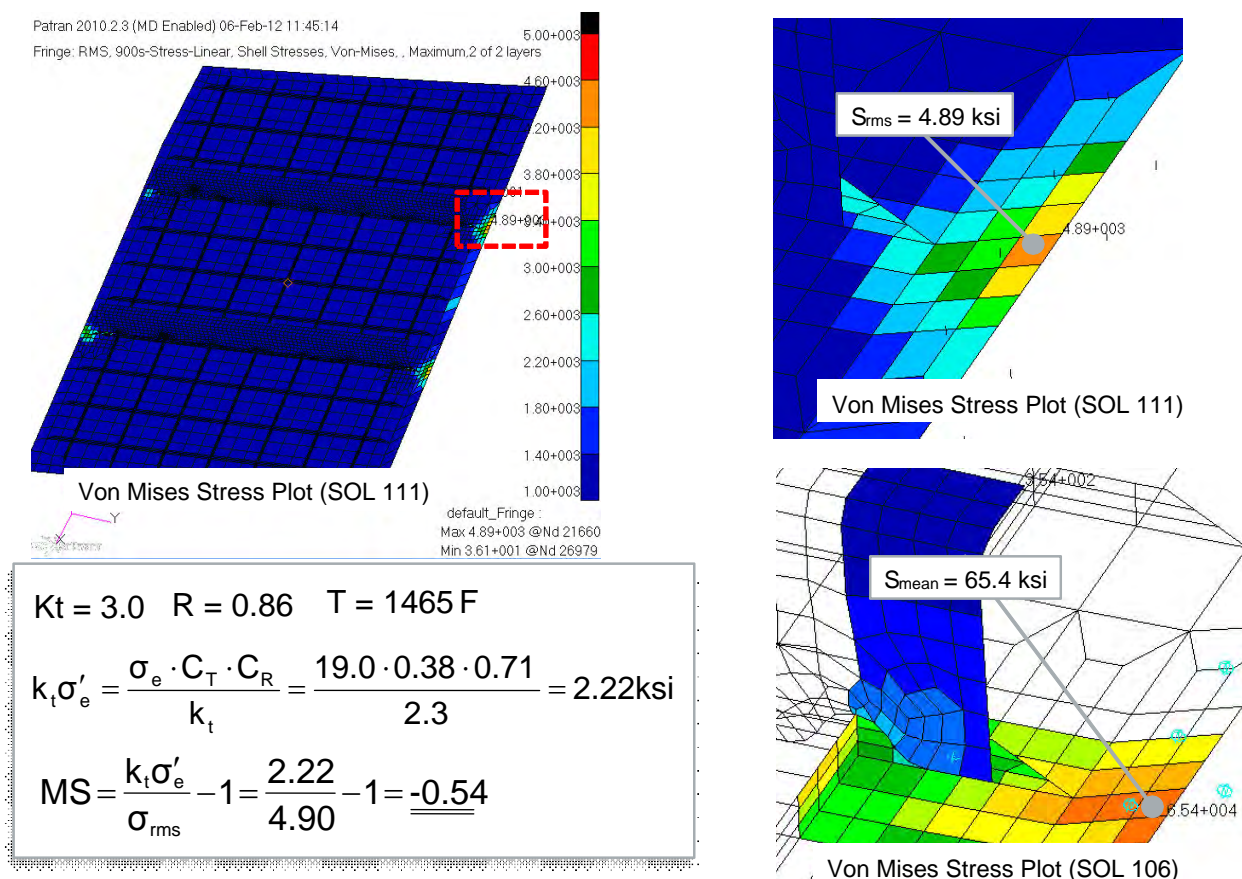 Patran 2010.2.3 (MD Enabled) 06-Feb-12 11:45:14
Fringe: RMS, 900s-Stress-Linear, Shell Stresses, Von-Mises, , Maximum,2 of 2 layers
5.00+003
4.60+003
4.20+003
3.80+003
3.40+003
3.00+003
2.60+003
2.20+003
1.80+003
1.40+003
1.00+003
Von Mises Stress Plot (SOL 111)
Y
X
default_Fringe :
Max 4.89+003 @Nd 21660
Min 3.61+001 @Nd 26979
Srms = 4.89 ksi
4.89+003
Von Mises Stress Plot (SOL 111)
Kt = 3.0 R = 0.86 T = 1465 F
ktσ′e = σe · CT · CR / kt = 19.0 · 0.38 · 0.71 / 2.3 = 2.22ksi
MS = ktσ′e / σrms − 1 = 2.22 / 4.90 − 1 = -0.54
3.54+002
Smean = 65.4 ksi
6.54+004
Von Mises Stress Plot (SOL 106)